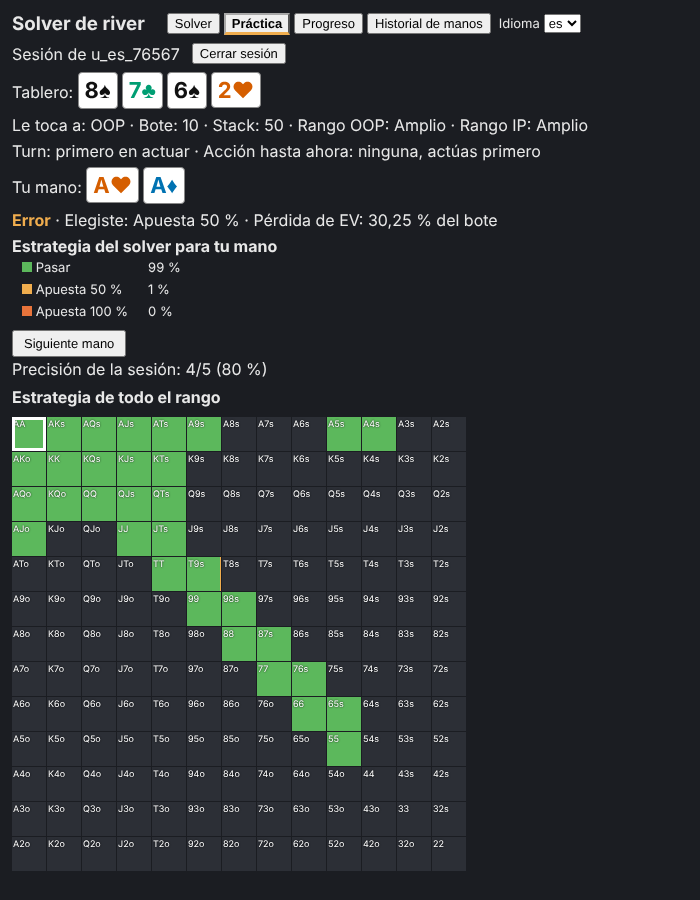 Solver de river Solver Práctica Progreso Historial de manos Idioma es
Sesión de u_es_76567 Cerrar sesión
Tablero: 8♠ 7♣ 6♠ 2♥
Le toca a: OOP · Bote: 10 · Stack: 50 · Rango OOP: Amplio · Rango IP: Amplio
Turn: primero en actuar · Acción hasta ahora: ninguna, actúas primero
Tu mano: A♥ A♦
Error · Elegiste: Apuesta 50 % · Pérdida de EV: 30,25 % del bote
Estrategia del solver para tu mano
Pasar 99 %
Apuesta 50 % 1 %
Apuesta 100 % 0 %
Siguiente mano
Precisión de la sesión: 4/5 (80 %)
Estrategia de todo el rango
AA AKs AQs AJs ATs A9s A8s A7s A6s A5s A4s A3s A2s
AKo KK KQs KJs KTs K9s K8s K7s K6s K5s K4s K3s K2s
AQo KQo QQ QJs QTs Q9s Q8s Q7s Q6s Q5s Q4s Q3s Q2s
AJo KJo QJo JJ JTs J9s J8s J7s J6s J5s J4s J3s J2s
ATo KTo QTo JTo TT T9s T8s T7s T6s T5s T4s T3s T2s
A9o K9o Q9o J9o T9o 99 98s 97s 96s 95s 94s 93s 92s
A8o K8o Q8o J8o T8o 98o 88 87s 86s 85s 84s 83s 82s
A7o K7o Q7o J7o T7o 97o 87o 77 76s 75s 74s 73s 72s
A6o K6o Q6o J6o T6o 96o 86o 76o 66 65s 64s 63s 62s
A5o K5o Q5o J5o T5o 95o 85o 75o 65o 55 54s 53s 52s
A4o K4o Q4o J4o T4o 94o 84o 74o 64o 54o 44 43s 42s
A3o K3o Q3o J3o T3o 93o 83o 73o 63o 53o 43o 33 32s
A2o K2o Q2o J2o T2o 92o 82o 72o 62o 52o 42o 32o 22